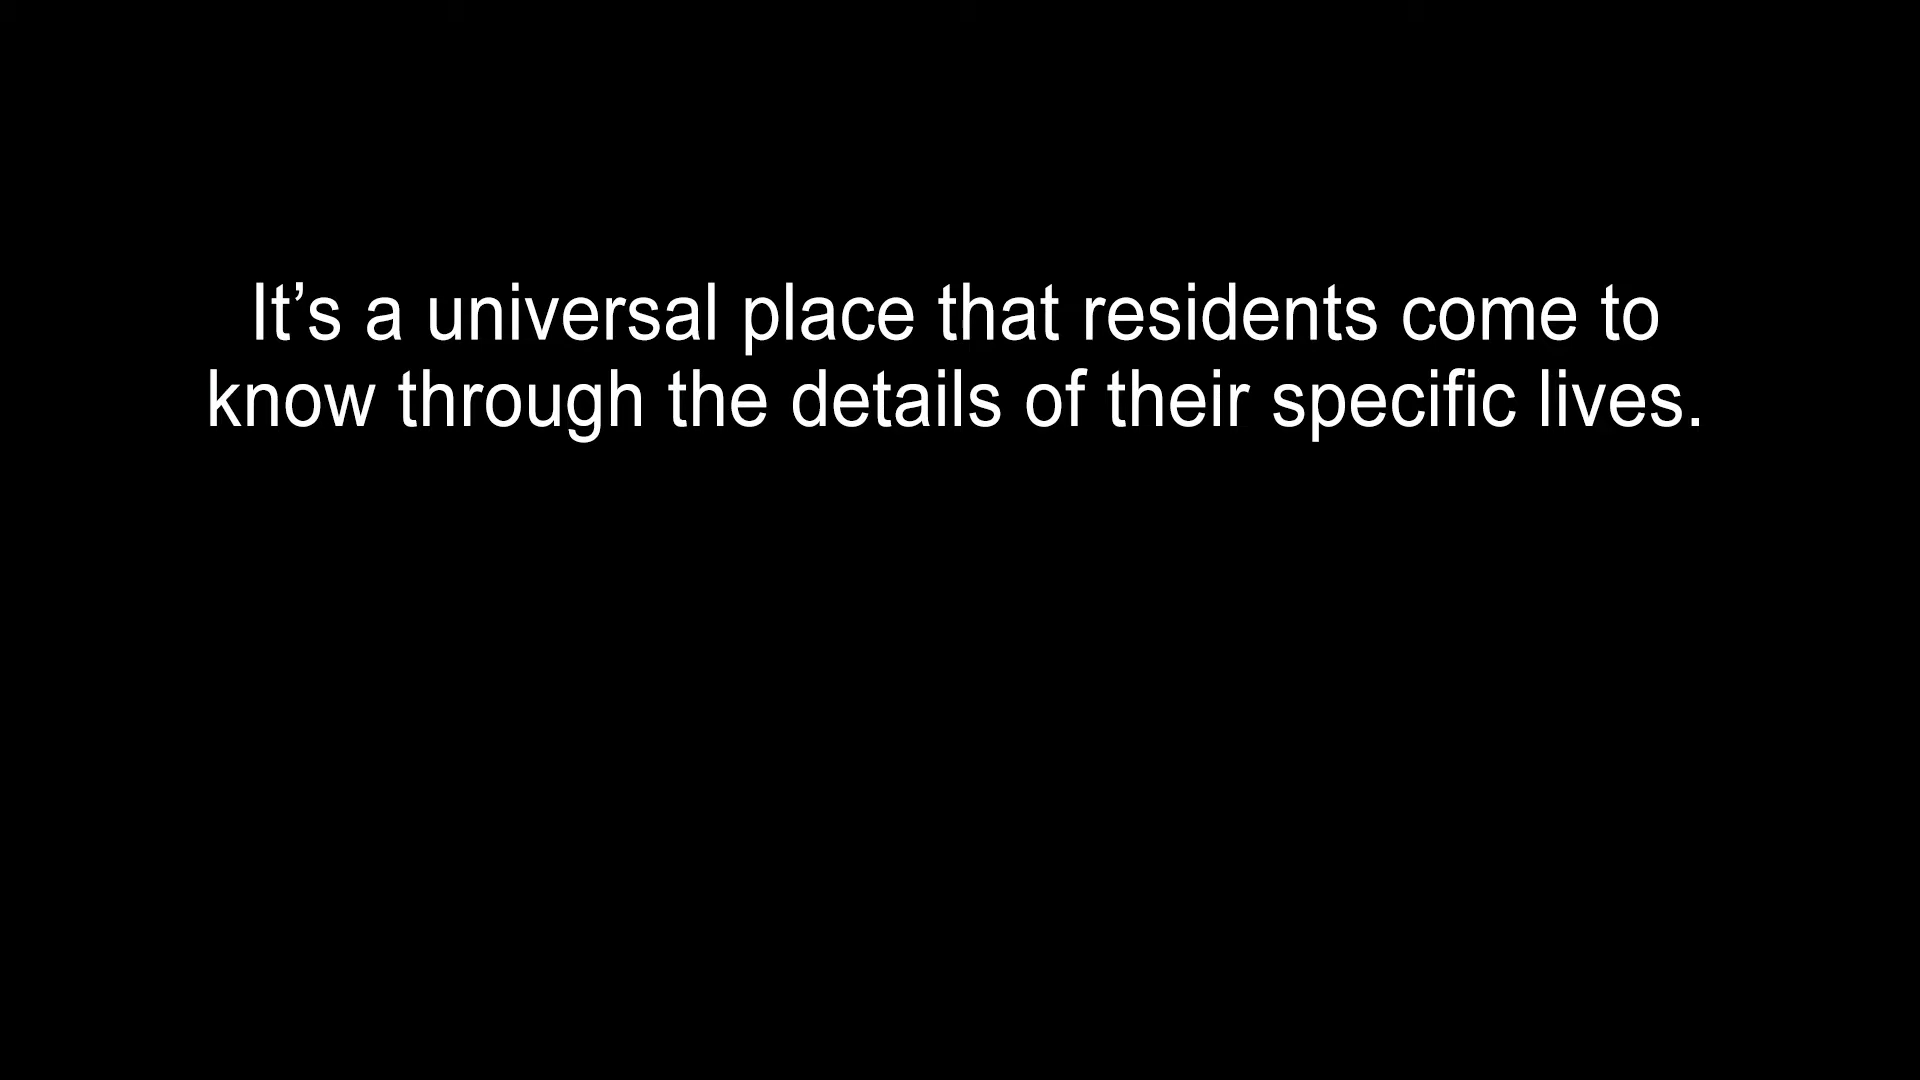 It’s a universal place that residents come to
know through the details of their specific lives.